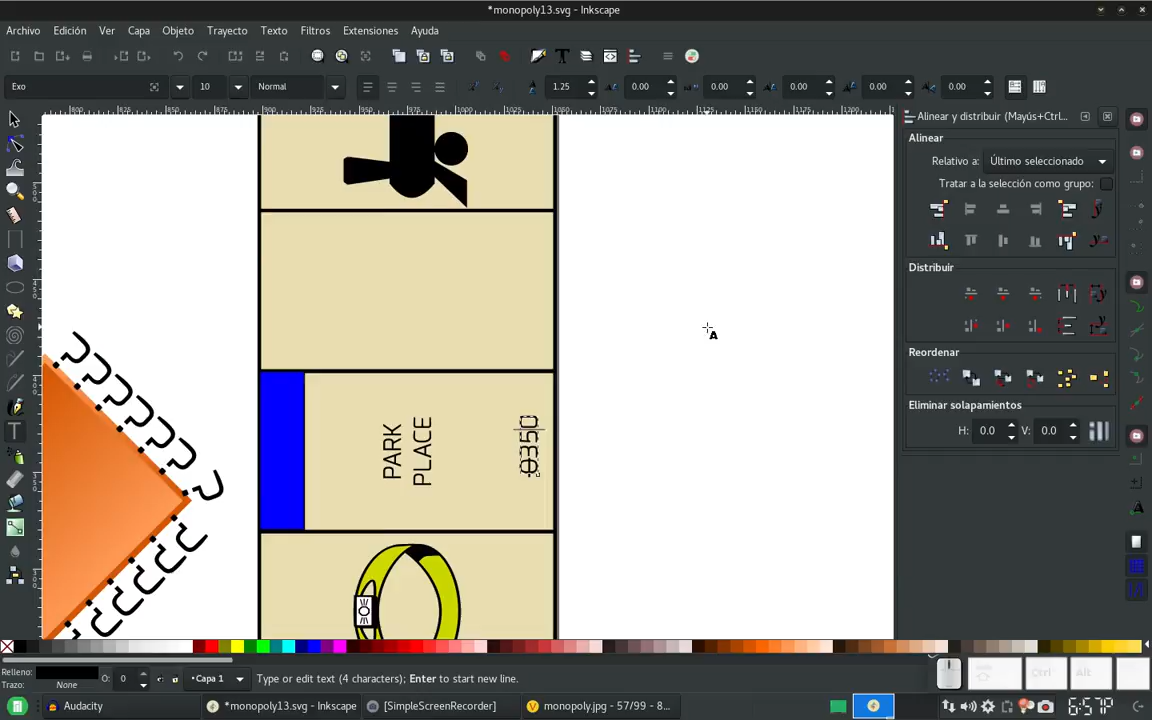 *monopoly13.svg - Inkscape
Archivo Edición Ver Capa Objeto Trayecto Texto Filtros Extensiones Ayuda
Exo 10 Normal 1.25 0.00 0.00 0.00 0.00 0.00
Alinear y distribuir (Mayús+Ctrl...
Alinear
Relativo a: Último seleccionado
Tratar a la selección como grupo:
Distribuir
Reordenar
Eliminar solapamientos
H: 0.0 V: 0.0
PARK
PLACE
Relleno:
Trazo: None
O: 0
•Capa 1
Type or edit text (4 characters); Enter to start new line.
Ctrl Alt
Audacity
*monopoly13.svg - Inkscape
[SimpleScreenRecorder]
monopoly.jpg - 57/99 - 8...
6:57P